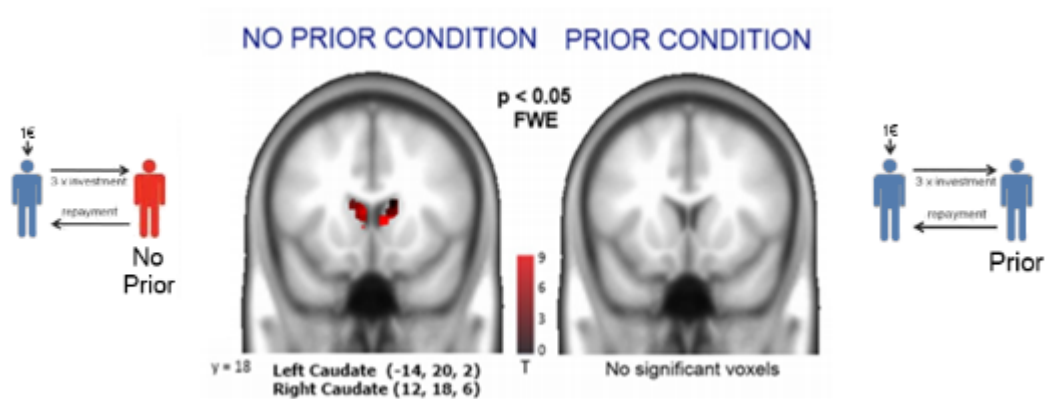 NO PRIOR CONDITION
PRIOR CONDITION
p < 0.05
FWE
1€
3 x investment
repayment
No
Prior
1€
3 x investment
repayment
Prior
9
6
3
0
T
y = 18
Left Caudate (-14, 20, 2)
Right Caudate (12, 18, 6)
No significant voxels